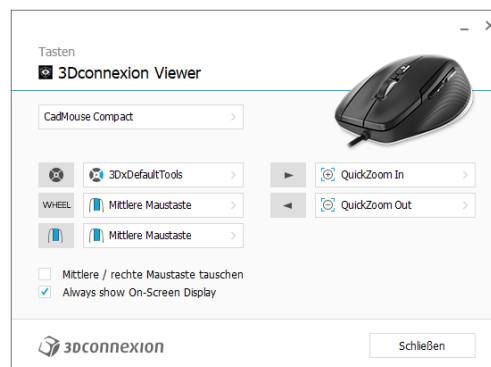 Tasten
3Dconnexion Viewer
CadMouse Compact
3DxDefaultTools
QuickZoom In
WHEEL
Mittlere Maustaste
QuickZoom Out
Mittlere Maustaste
Mittlere / rechte Maustaste tauschen
Always show On-Screen Display
3Dconnexion
Schließen